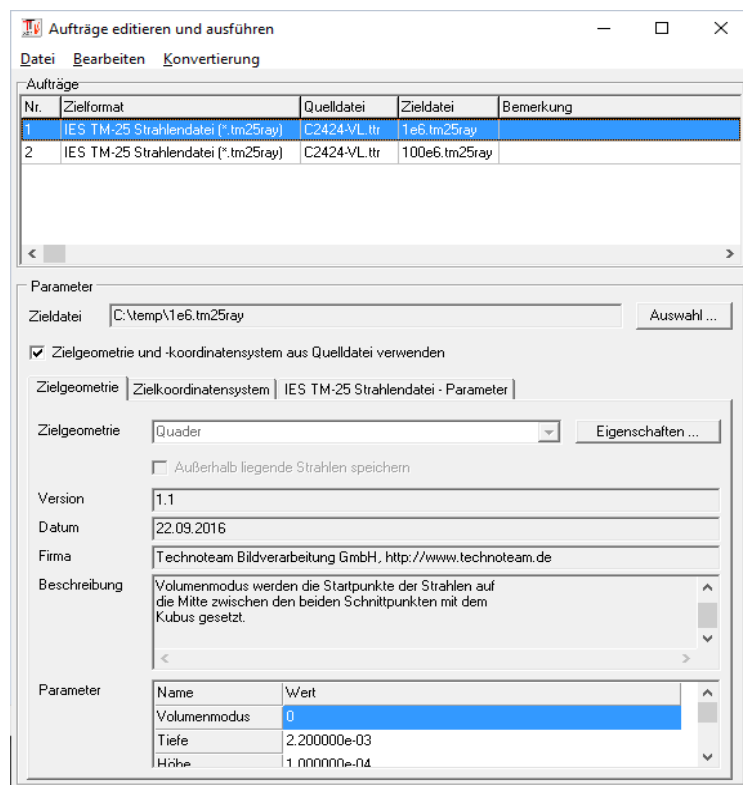 Aufträge editieren und ausführen
Datei Bearbeiten Konvertierung
Aufträge
Nr. Zielformat Quelldatei Zieldatei Bemerkung
1 IES TM-25 Strahlendatei (*.tm25ray) C2424-VL.ttr 1e6.tm25ray
2 IES TM-25 Strahlendatei (*.tm25ray) C2424-VL.ttr 100e6.tm25ray
Parameter
Zieldatei C:\temp\1e6.tm25ray Auswahl ...
Zielgeometrie und -koordinatensystem aus Quelldatei verwenden
Zielgeometrie Zielkoordinatensystem IES TM-25 Strahlendatei - Parameter
Zielgeometrie Quader Eigenschaften ...
Außerhalb liegende Strahlen speichern
Version 1.1
Datum 22.09.2016
Firma Technoteam Bildverarbeitung GmbH, http://www.technoteam.de
Beschreibung Volumenmodus werden die Startpunkte der Strahlen auf
die Mitte zwischen den beiden Schnittpunkten mit dem
Kubus gesetzt.
Parameter Name Wert
Volumenmodus 0
Tiefe 2.200000e-03
Höhe 1.000000e-04